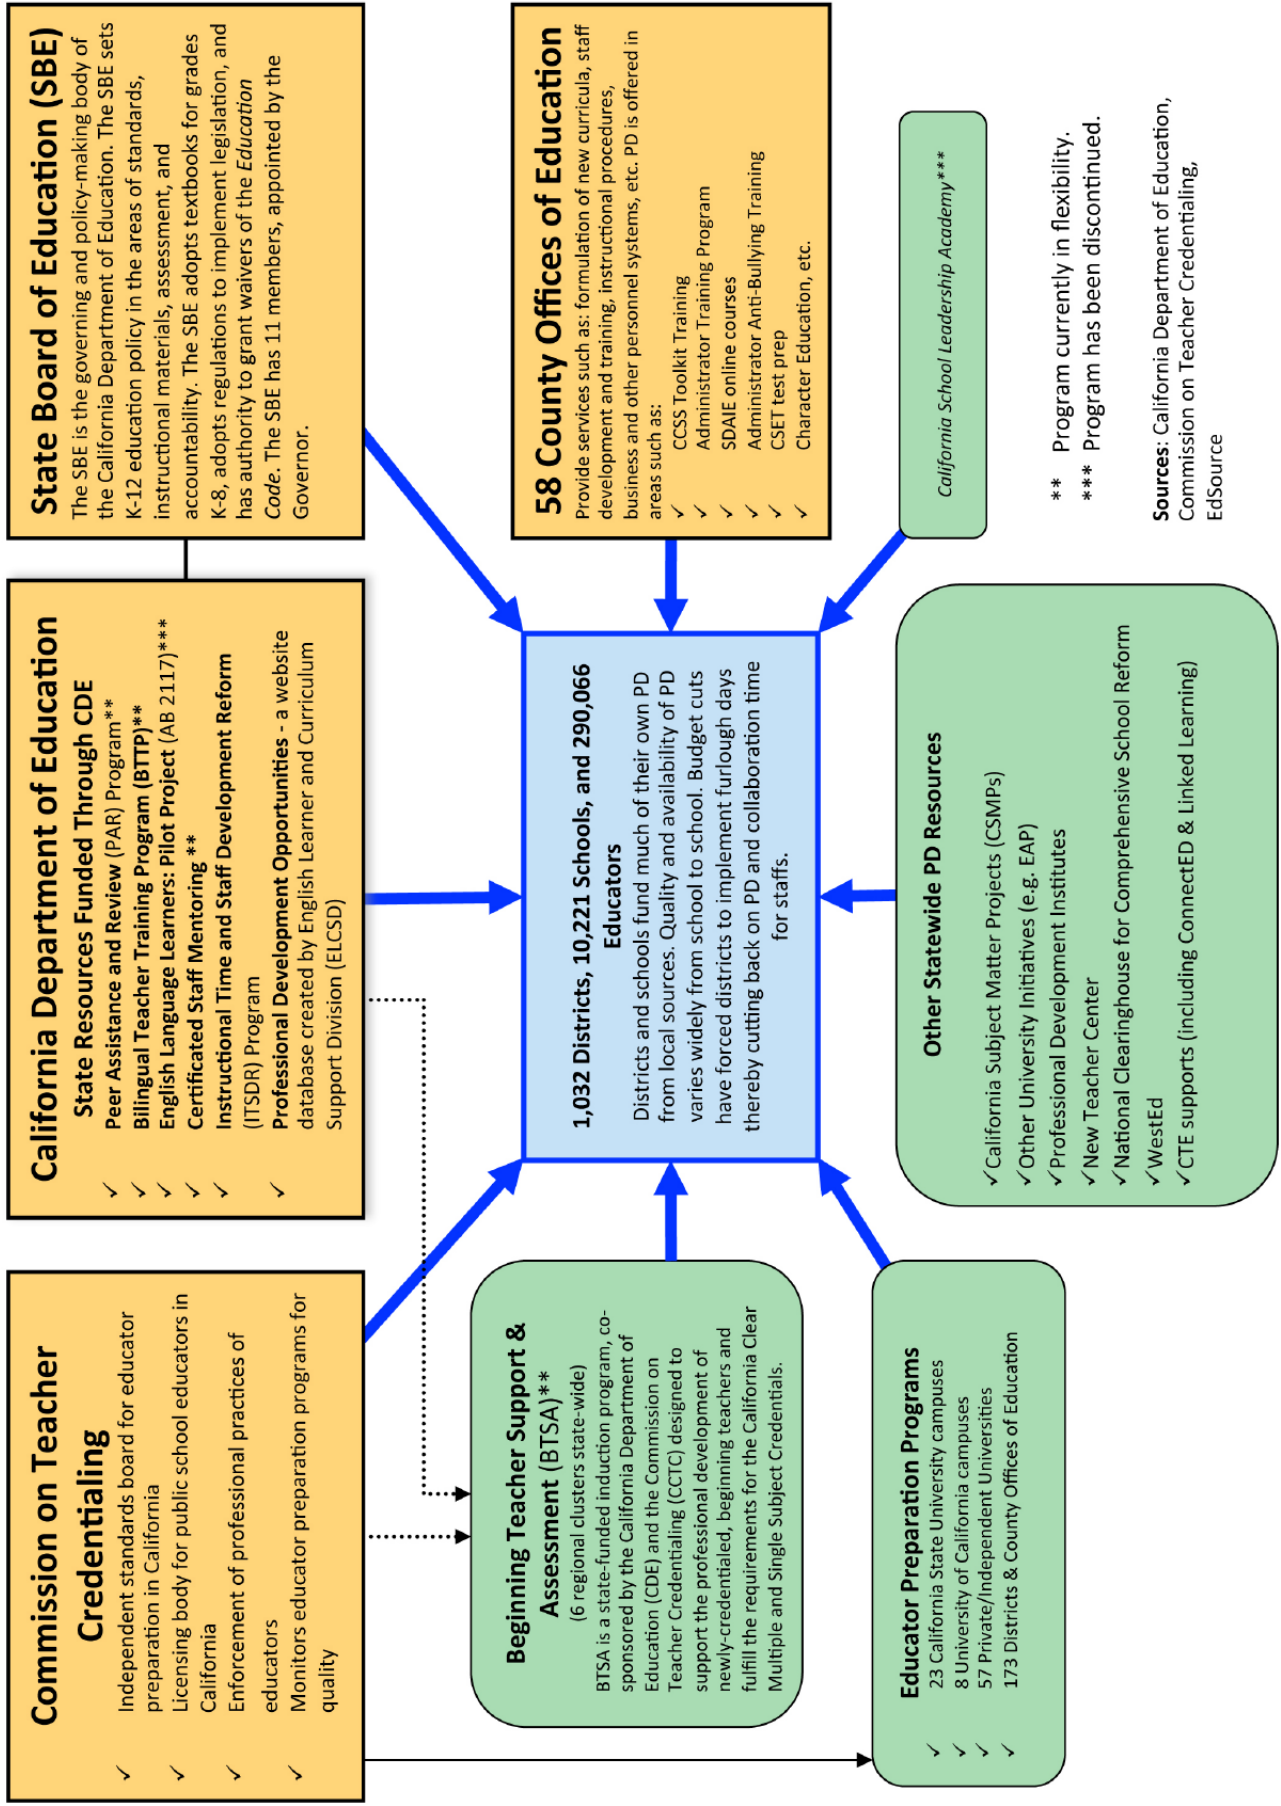 Commission on Teacher
Credentialing
✓ Independent standards board for educator
preparation in California
✓ Licensing body for public school educators in
California
✓ Enforcement of professional practices of
educators
✓ Monitors educator preparation programs for
quality
California Department of Education
State Resources Funded Through CDE
✓ Peer Assistance and Review (PAR) Program**
✓ Bilingual Teacher Training Program (BTTP)**
✓ English Language Learners: Pilot Project (AB 2117)***
✓ Certificated Staff Mentoring **
✓ Instructional Time and Staff Development Reform
(ITSDR) Program
✓ Professional Development Opportunities - a website
database created by English Learner and Curriculum
Support Division (ELCSD)
State Board of Education (SBE)
The SBE is the governing and policy-making body of
the California Department of Education. The SBE sets
K-12 education policy in the areas of standards,
instructional materials, assessment, and
accountability. The SBE adopts textbooks for grades
K-8, adopts regulations to implement legislation, and
has authority to grant waivers of the Education
Code. The SBE has 11 members, appointed by the
Governor.
Beginning Teacher Support &
Assessment (BTSA)**
(6 regional clusters state-wide)
BTSA is a state-funded induction program, co-
sponsored by the California Department of
Education (CDE) and the Commission on
Teacher Credentialing (CCTC) designed to
support the professional development of
newly-credentialed, beginning teachers and
fulfill the requirements for the California Clear
Multiple and Single Subject Credentials.
1,032 Districts, 10,221 Schools, and 290,066
Educators
Districts and schools fund much of their own PD
from local sources. Quality and availability of PD
varies widely from school to school. Budget cuts
have forced districts to implement furlough days
thereby cutting back on PD and collaboration time
for staffs.
58 County Offices of Education
Provide services such as: formulation of new curricula, staff
development and training, instructional procedures,
business and other personnel systems, etc. PD is offered in
areas such as:
✓ CCSS Toolkit Training
✓ Administrator Training Program
✓ SDAIE online courses
✓ Administrator Anti-Bullying Training
✓ CSET test prep
✓ Character Education, etc.
Educator Preparation Programs
✓ 23 California State University campuses
✓ 8 University of California campuses
✓ 57 Private/Independent Universities
✓ 173 Districts & County Offices of Education
Other Statewide PD Resources
✓California Subject Matter Projects (CSMPs)
✓Other University Initiatives (e.g. EAP)
✓Professional Development Institutes
✓New Teacher Center
✓National Clearinghouse for Comprehensive School Reform
✓WestEd
✓CTE supports (including ConnectED & Linked Learning)
California School Leadership Academy***
** Program currently in flexibility.
*** Program has been discontinued.
Sources: California Department of Education,
Commission on Teacher Credentialing,
EdSource